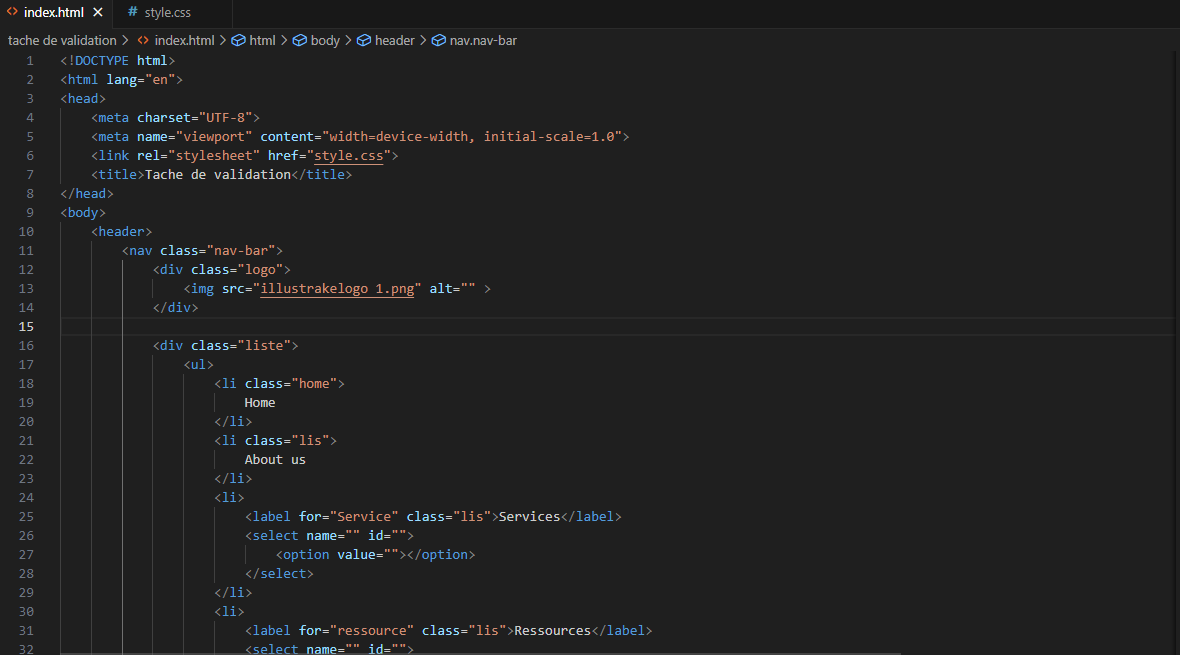 index.html
style.css
tache de validation > index.html > html > body > header > nav.nav-bar
1 <!DOCTYPE html>
2 <html lang="en">
3 <head>
4 <meta charset="UTF-8">
5 <meta name="viewport" content="width=device-width, initial-scale=1.0">
6 <link rel="stylesheet" href="style.css">
7 <title>Tache de validation</title>
8 </head>
9 <body>
10 <header>
11 <nav class="nav-bar">
12 <div class="logo">
13 <img src="illustrakelogo 1.png" alt="" >
14 </div>
15
16 <div class="liste">
17 <ul>
18 <li class="home">
19 Home
20 </li>
21 <li class="lis">
22 About us
23 </li>
24 <li>
25 <label for="Service" class="lis">Services</label>
26 <select name="" id="">
27 <option value=""></option>
28 </select>
29 </li>
30 <li>
31 <label for="ressource" class="lis">Ressources</label>
32 <select name="" id="">